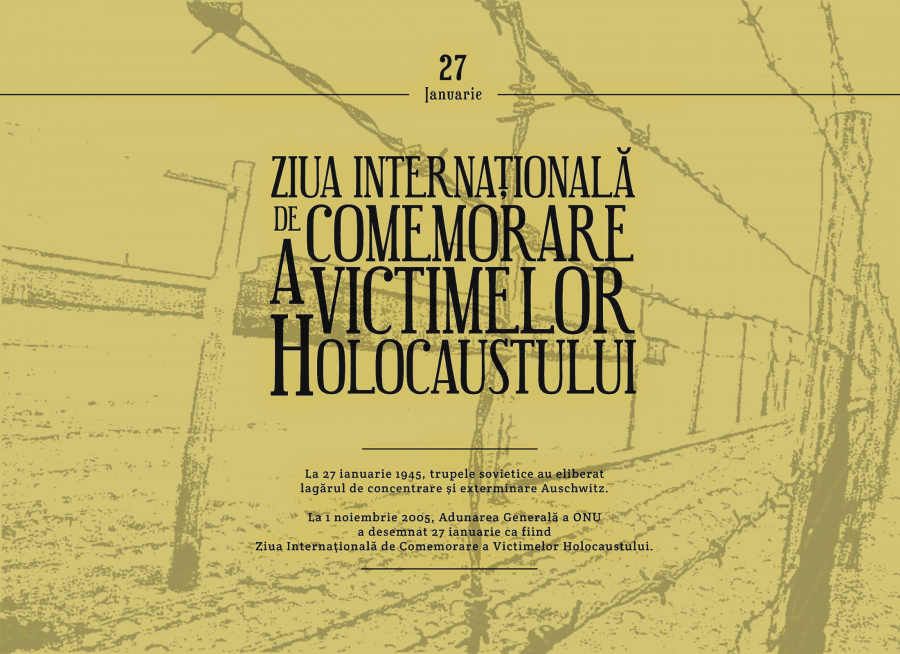 27
Ianuarie
ZIUA INTERNAȚIONALĂ
DE COMEMORARE
A VICTIMELOR
HOLOCAUSTULUI
La 27 ianuarie 1945, trupele sovietice au eliberat
lagărul de concentrare și exterminare Auschwitz.
La 1 noiembrie 2005, Adunarea Generală a ONU
a desemnat 27 ianuarie ca fiind
Ziua Internațională de Comemorare a Victimelor Holocaustului.